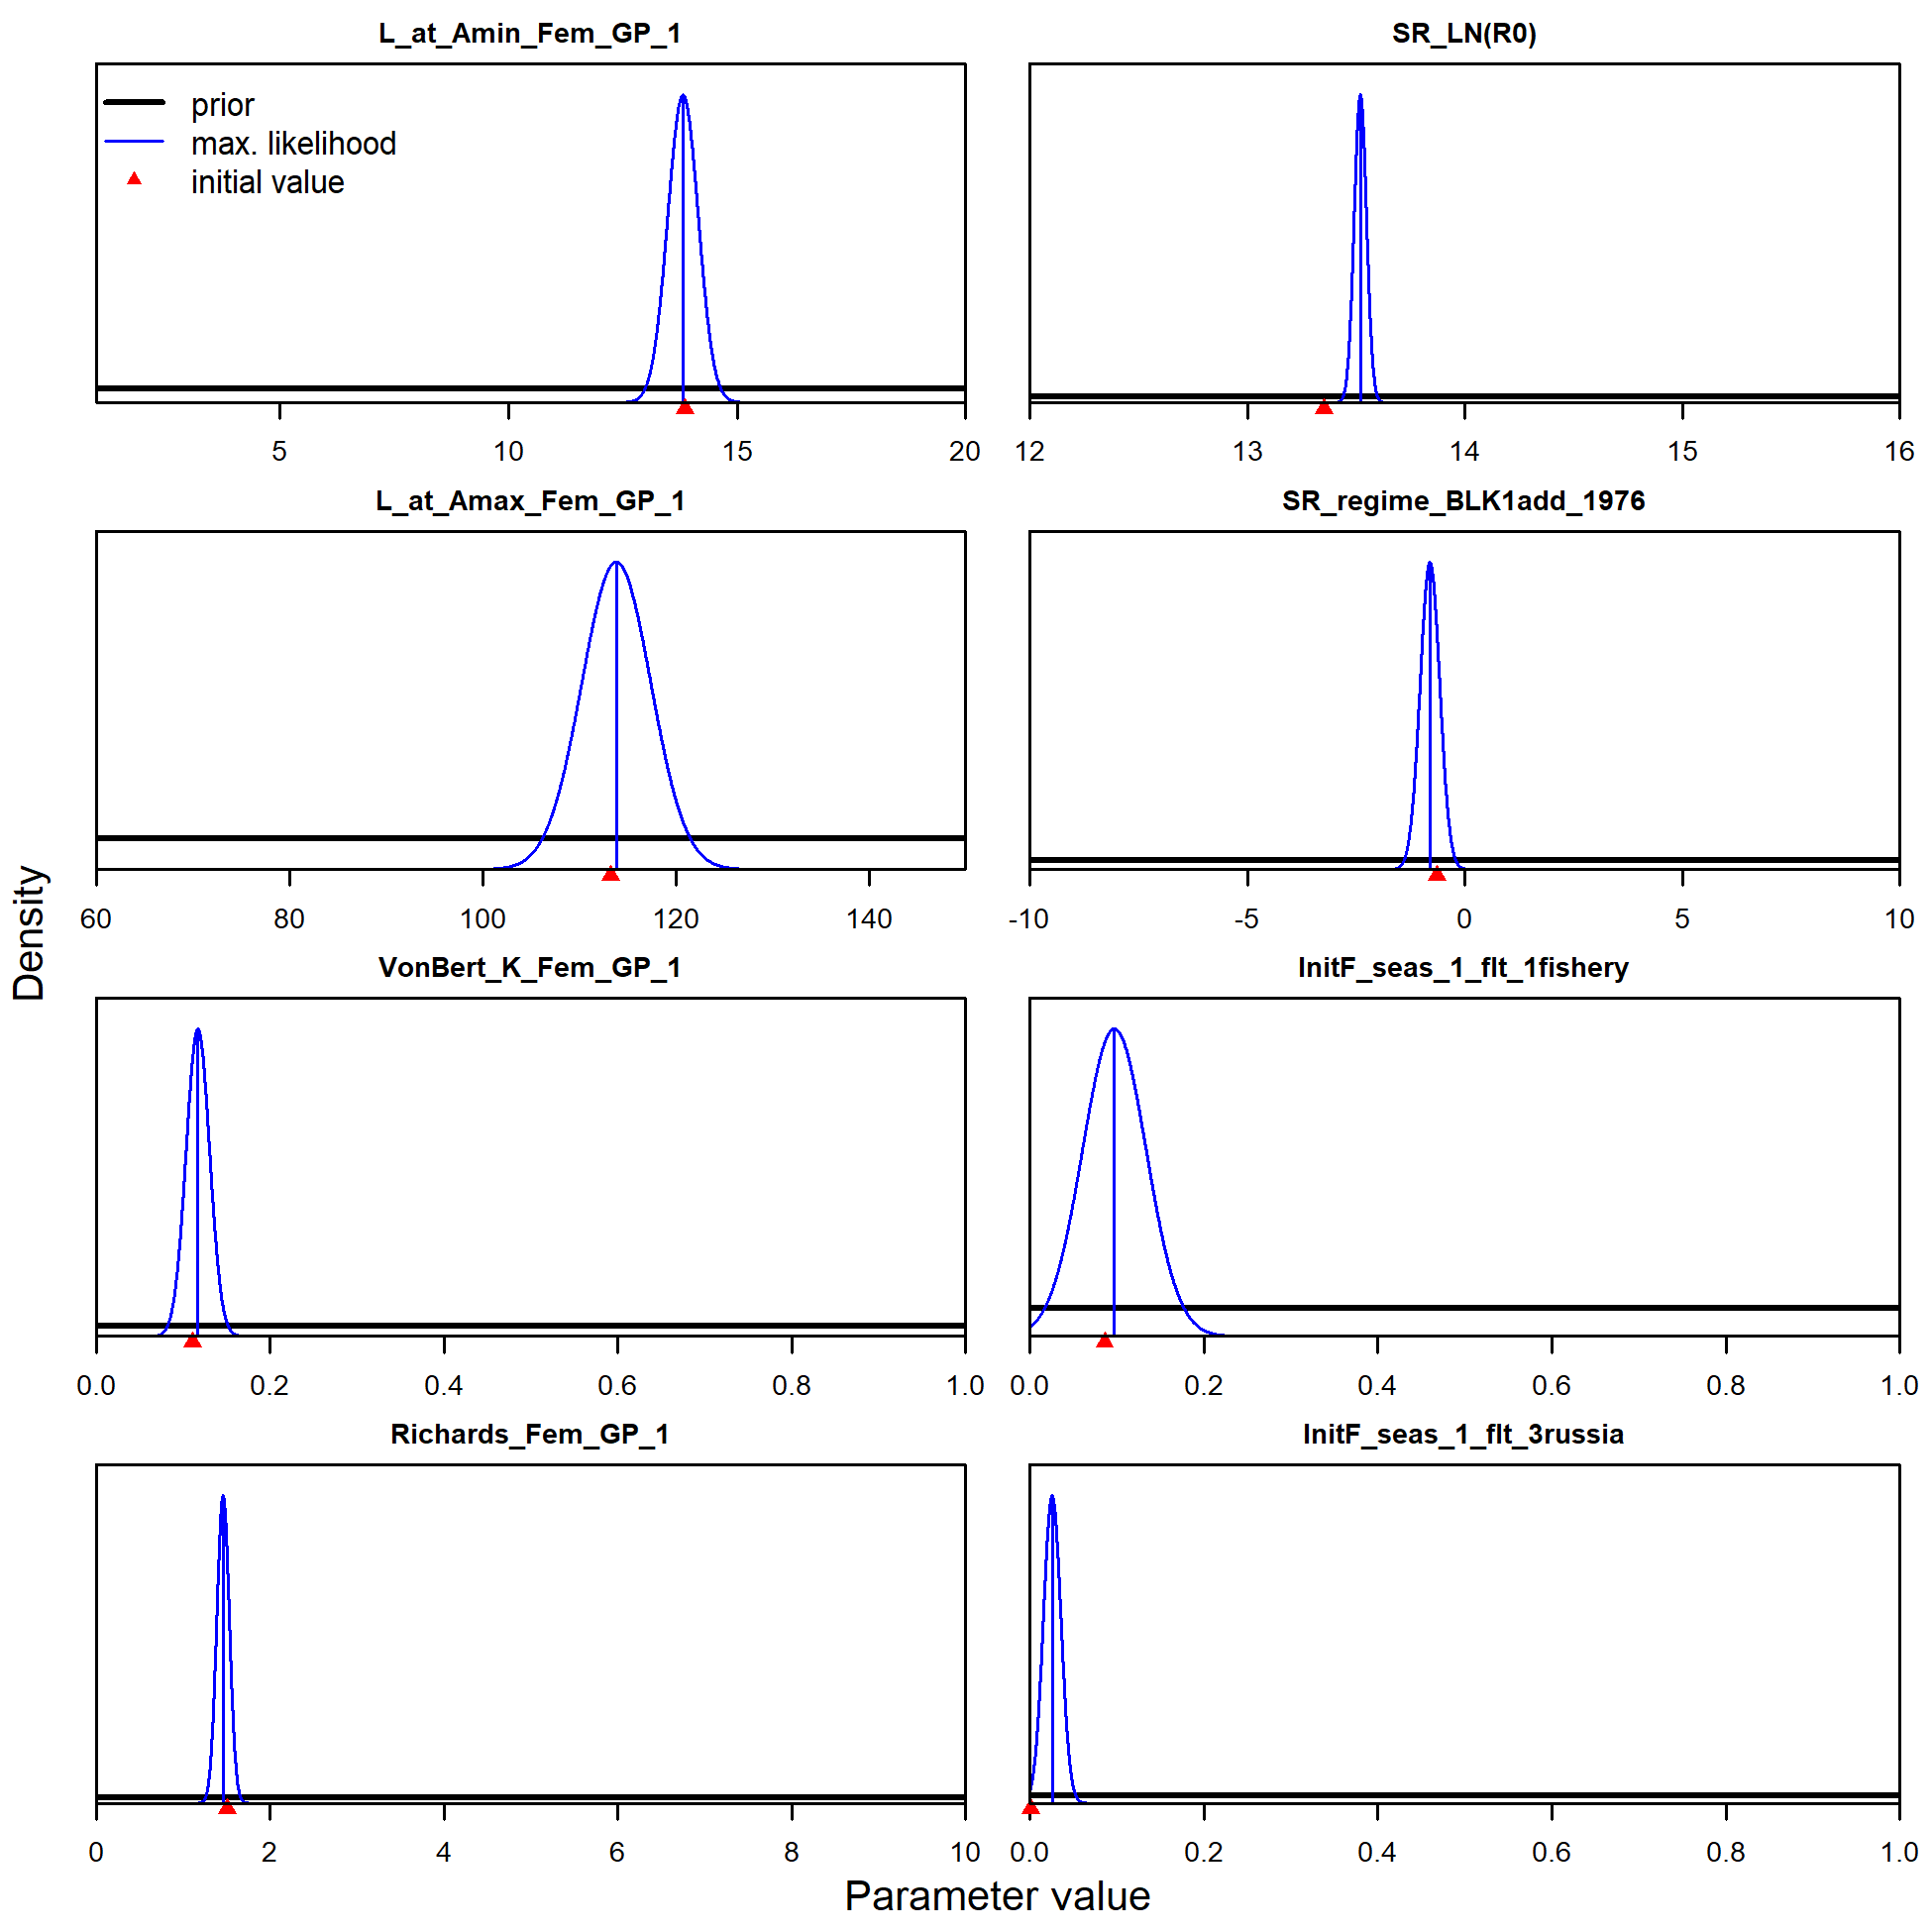 L_at_Amin_Fem_GP_1
prior
max. likelihood
initial value
5 10 15 20
SR_LN(R0)
12 13 14 15 16
L_at_Amax_Fem_GP_1
60 80 100 120 140
SR_regime_BLK1add_1976
-10 -5 0 5 10
VonBert_K_Fem_GP_1
0.0 0.2 0.4 0.6 0.8 1.0
InitF_seas_1_flt_1fishery
0.0 0.2 0.4 0.6 0.8 1.0
Richards_Fem_GP_1
0 2 4 6 8 10
InitF_seas_1_flt_3russia
0.0 0.2 0.4 0.6 0.8 1.0
Density
Parameter value